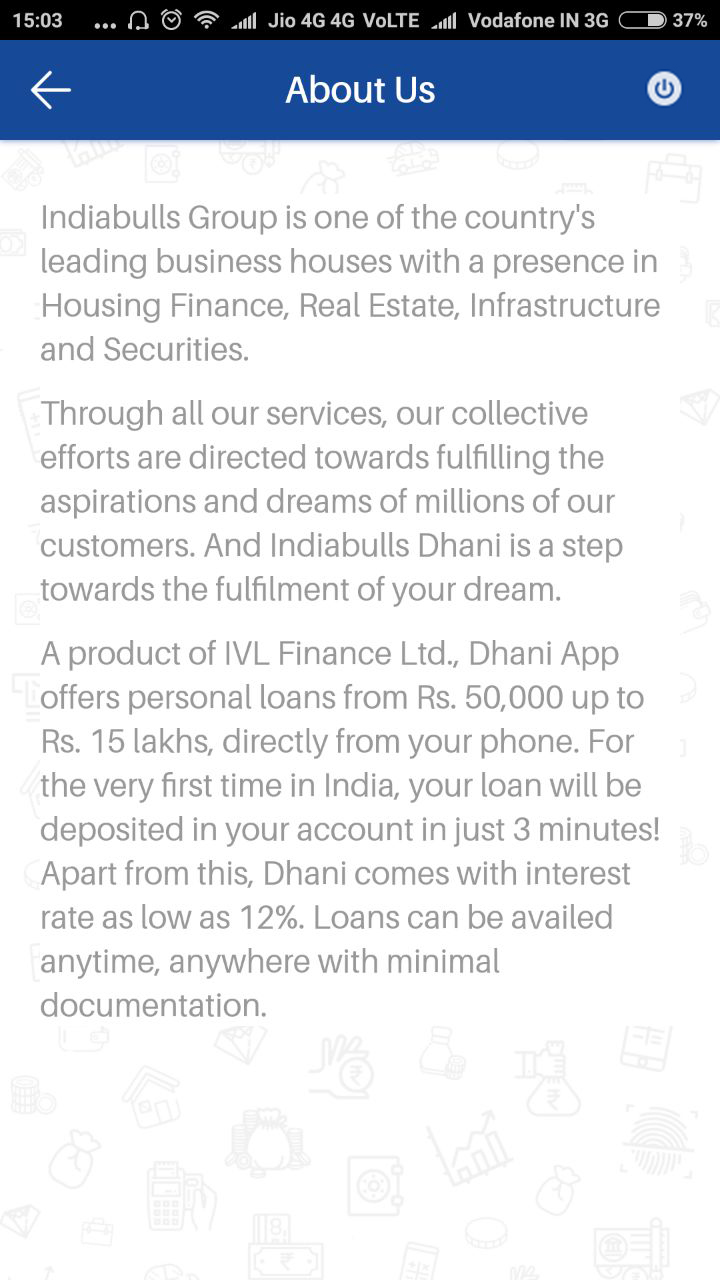 15:03 ... Jio 4G 4G VoLTE Vodafone IN 3G 37%
About Us
Indiabulls Group is one of the country's
leading business houses with a presence in
Housing Finance, Real Estate, Infrastructure
and Securities.
Through all our services, our collective
efforts are directed towards fulfilling the
aspirations and dreams of millions of our
customers. And Indiabulls Dhani is a step
towards the fulfilment of your dream.
A product of IVL Finance Ltd., Dhani App
offers personal loans from Rs. 50,000 up to
Rs. 15 lakhs, directly from your phone. For
the very first time in India, your loan will be
deposited in your account in just 3 minutes!
Apart from this, Dhani comes with interest
rate as low as 12%. Loans can be availed
anytime, anywhere with minimal
documentation.